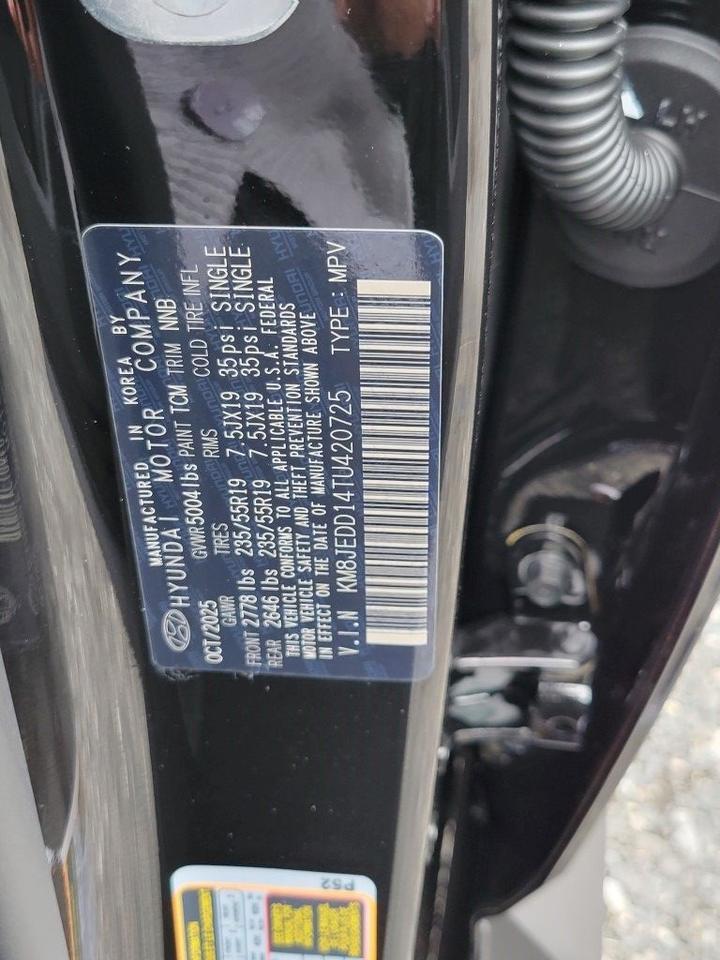 MANUFACTURED IN KOREA BY
HYUNDAI MOTOR COMPANY
OCT/2025 GVWR 5004 lbs PAINT TCM TRIM NNB
GAWR TIRES RMS COLD TIRE INFL
FRONT 2778 lbs 235/55R19 7.5JX19 35psi SINGLE
REAR 2646 lbs 235/55R19 7.5JX19 35psi SINGLE
THIS VEHICLE CONFORMS TO ALL APPLICABLE U.S.A. FEDERAL
MOTOR VEHICLE SAFETY AND THEFT PREVENTION STANDARDS
IN EFFECT ON THE DATE OF MANUFACTURE SHOWN ABOVE
V.I.N KM8JEDD14TU420725 TYPE : MPV
P52